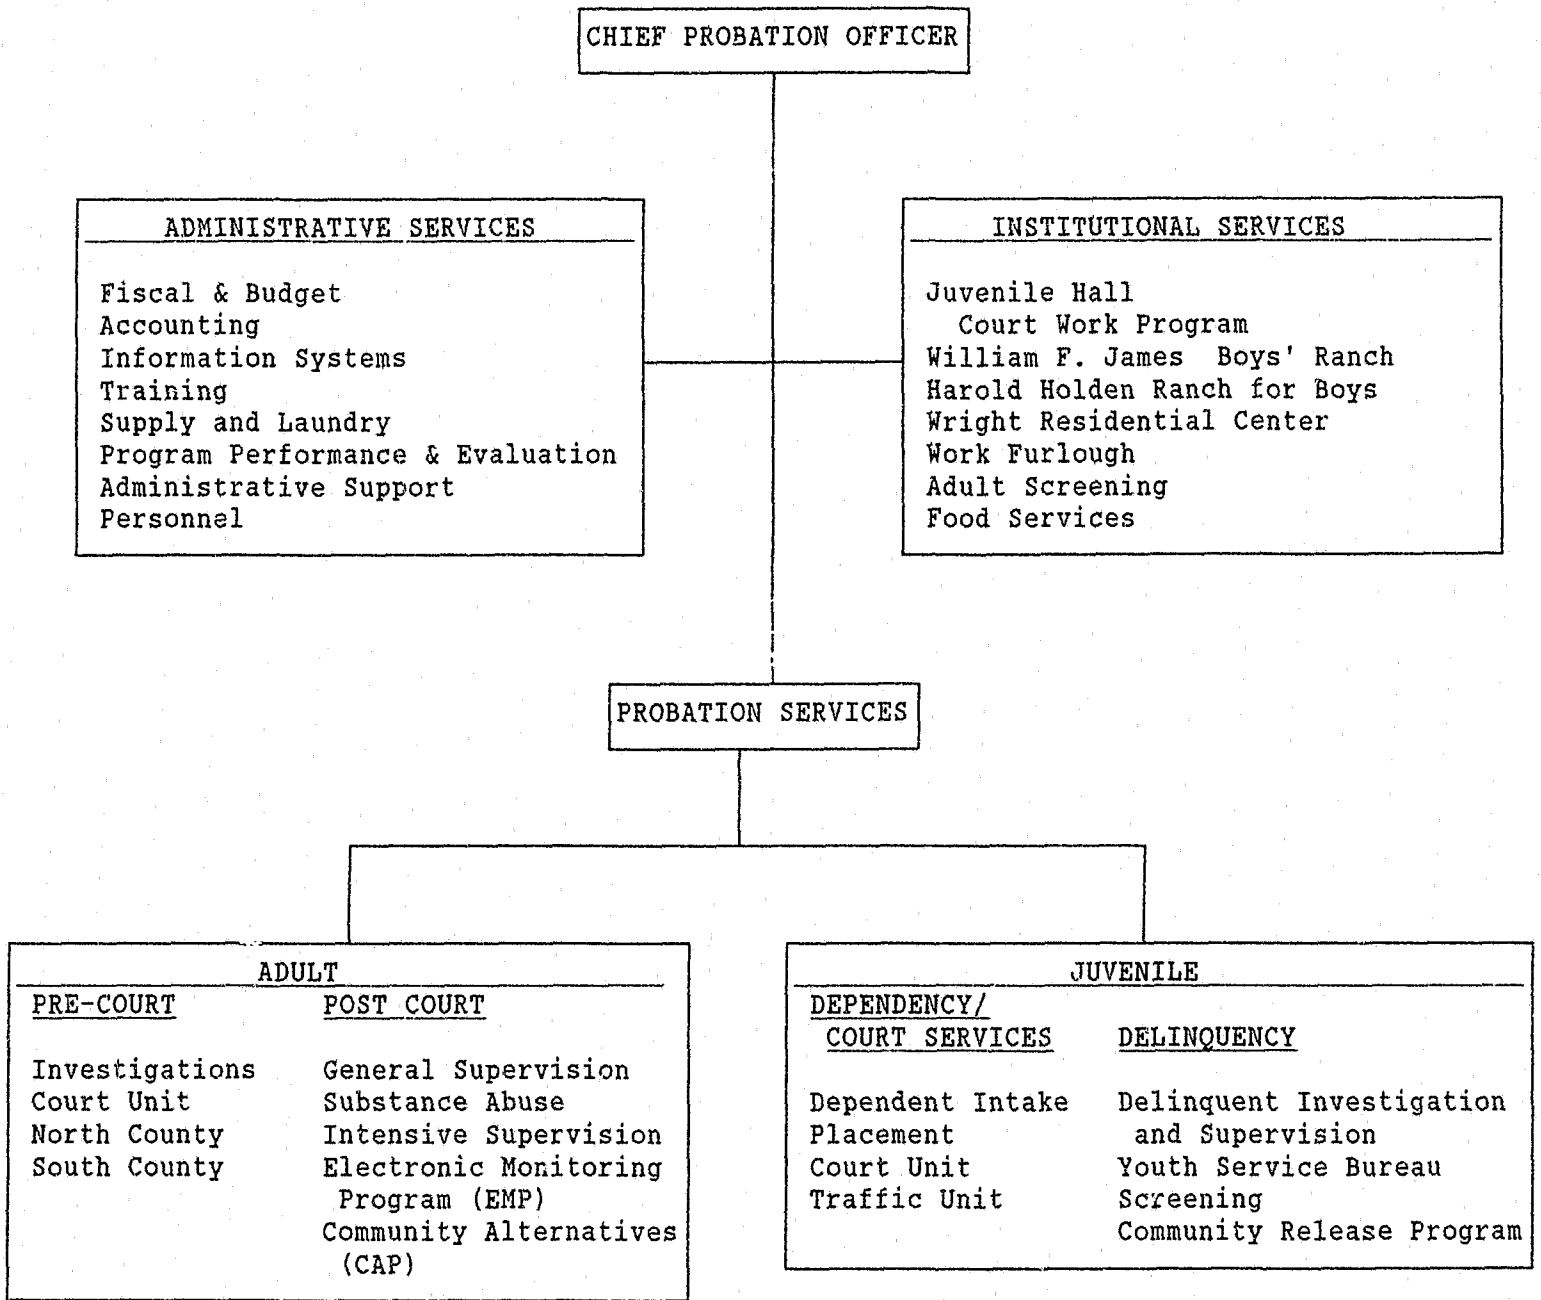 CHIEF PROBATION OFFICER
ADMINISTRATIVE SERVICES
Fiscal & Budget
Accounting
Information Systems
Training
Supply and Laundry
Program Performance & Evaluation
Administrative Support
Personnel
INSTITUTIONAL SERVICES
Juvenile Hall
Court Work Program
William F. James Boys' Ranch
Harold Holden Ranch for Boys
Wright Residential Center
Work Furlough
Adult Screening
Food Services
PROBATION SERVICES
ADULT
PRE-COURT
Investigations
Court Unit
North County
South County
POST COURT
General Supervision
Substance Abuse
Intensive Supervision
Electronic Monitoring
Program (EMP)
Community Alternatives
(CAP)
JUVENILE
DEPENDENCY/
COURT SERVICES
Dependent Intake
Placement
Court Unit
Traffic Unit
DELINQUENCY
Delinquent Investigation
and Supervision
Youth Service Bureau
Screening
Community Release Program